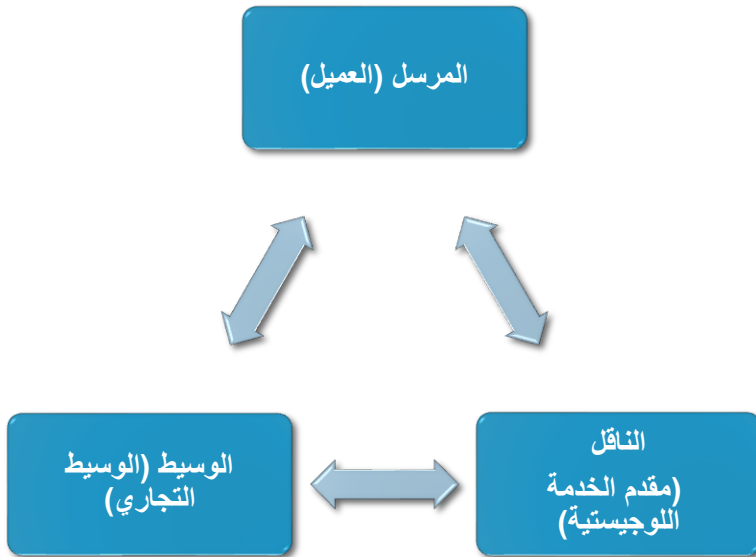 المرسل (العميل)
الناقل
(مقدم الخدمة
اللوجيستية)
الوسيط (الوسيط
التجاري)